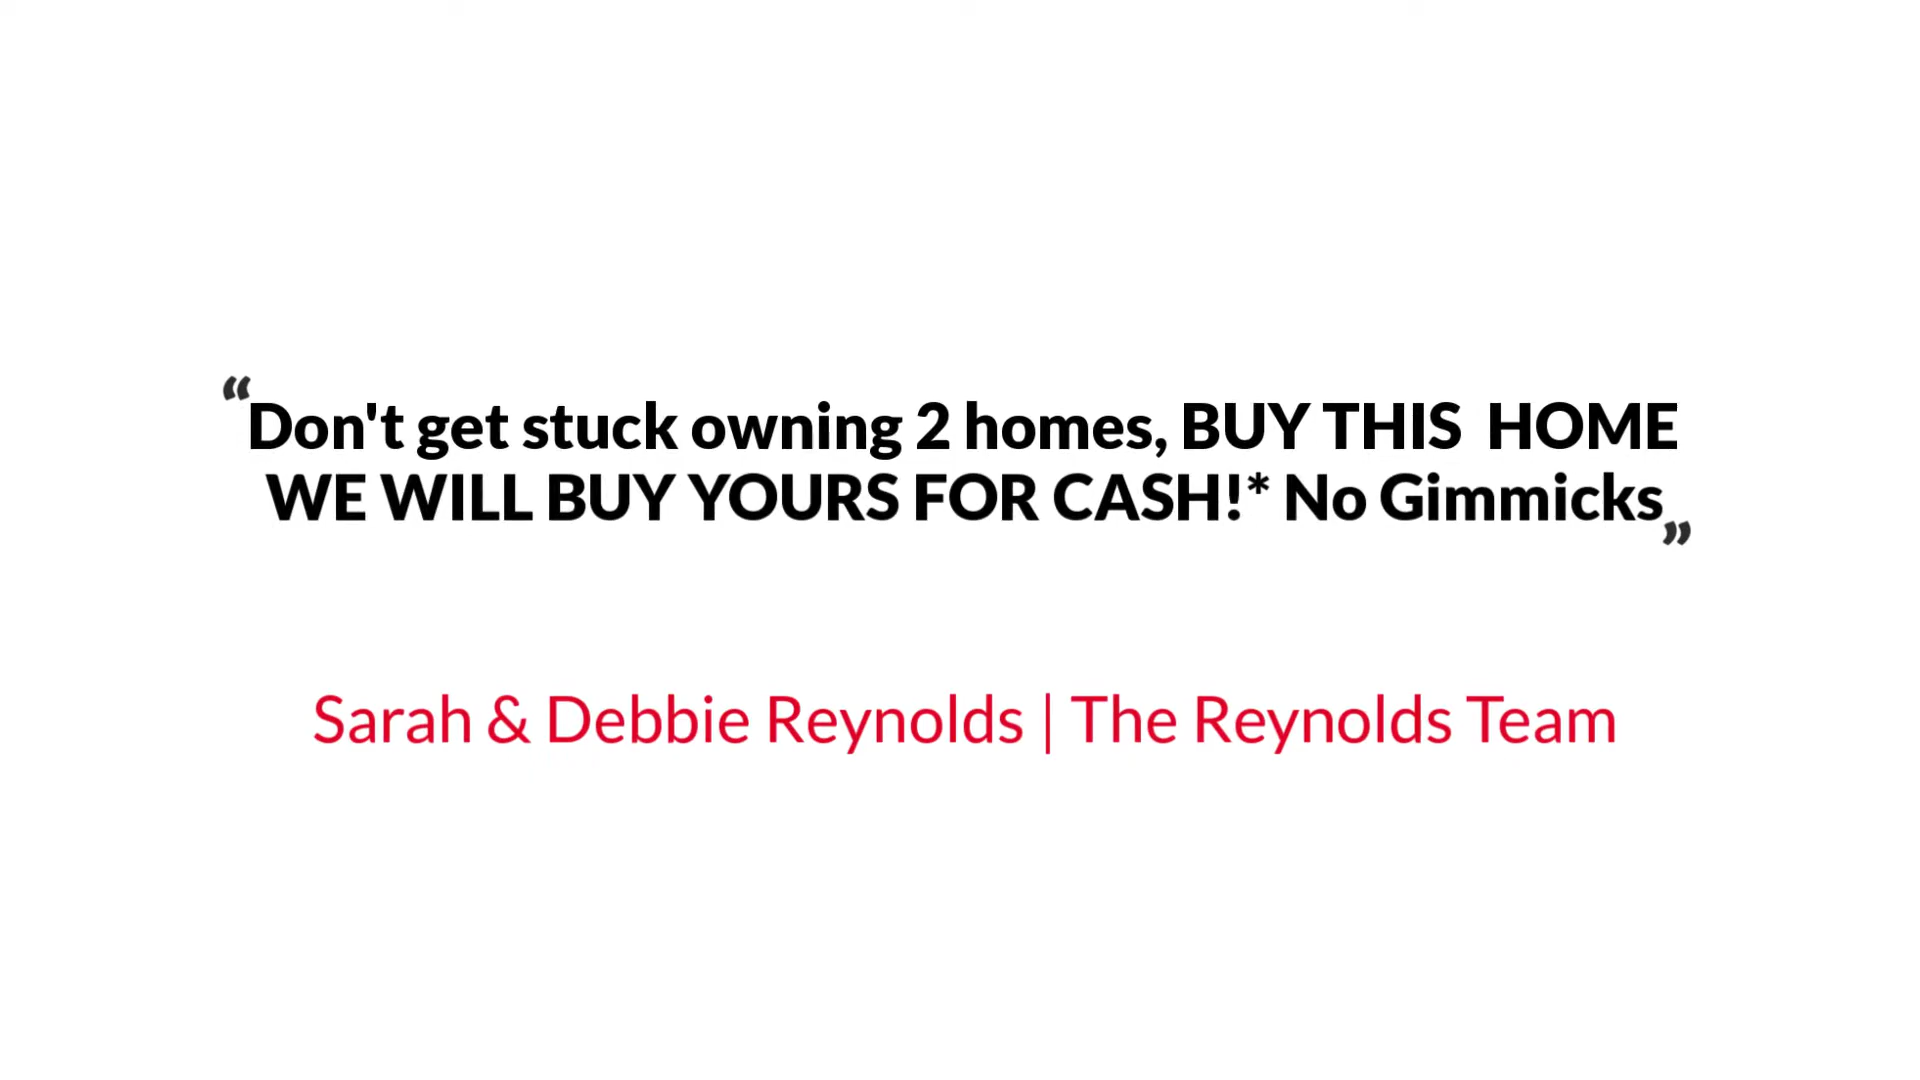 “Don't get stuck owning 2 homes, BUY THIS  HOME
WE WILL BUY YOURS FOR CASH!* No Gimmicks”
Sarah & Debbie Reynolds | The Reynolds Team